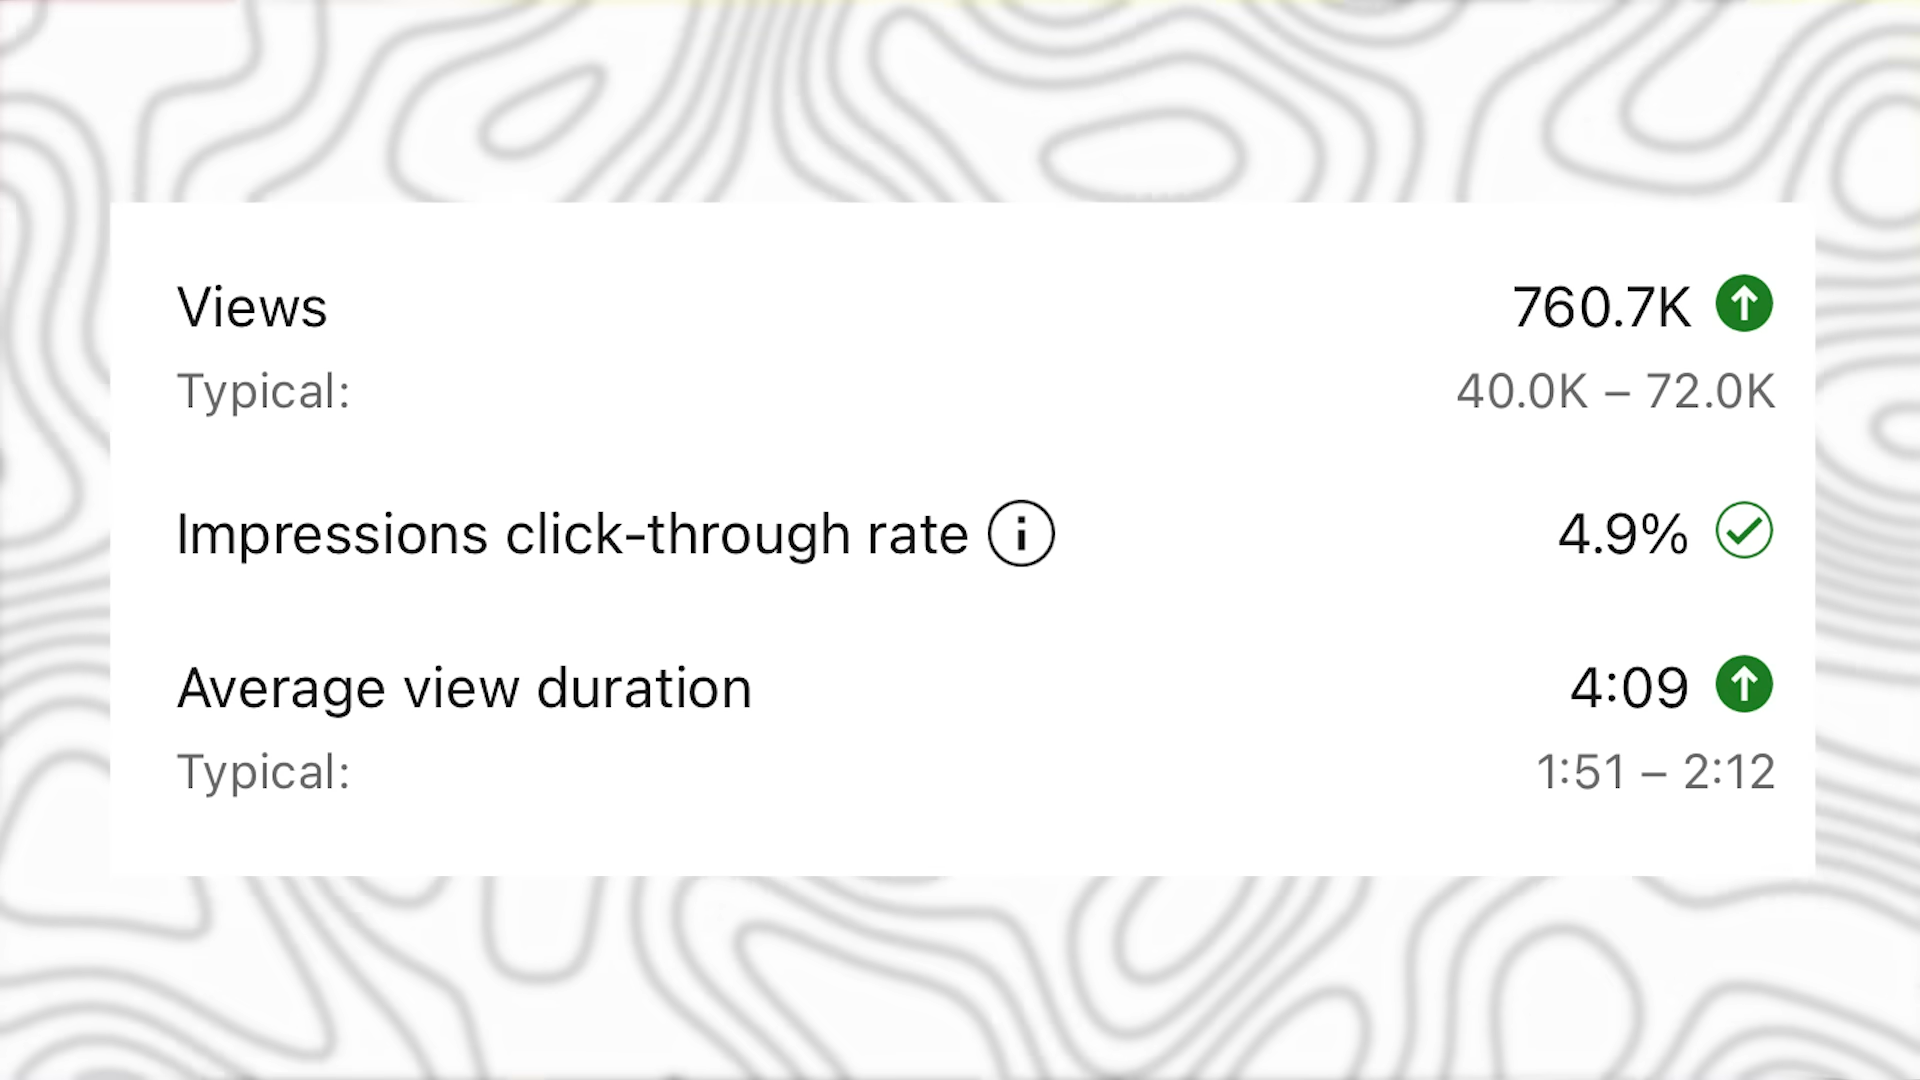 Views 760.7K
Typical: 40.0K – 72.0K
Impressions click-through rate 4.9%
Average view duration 4:09
Typical: 1:51 – 2:12